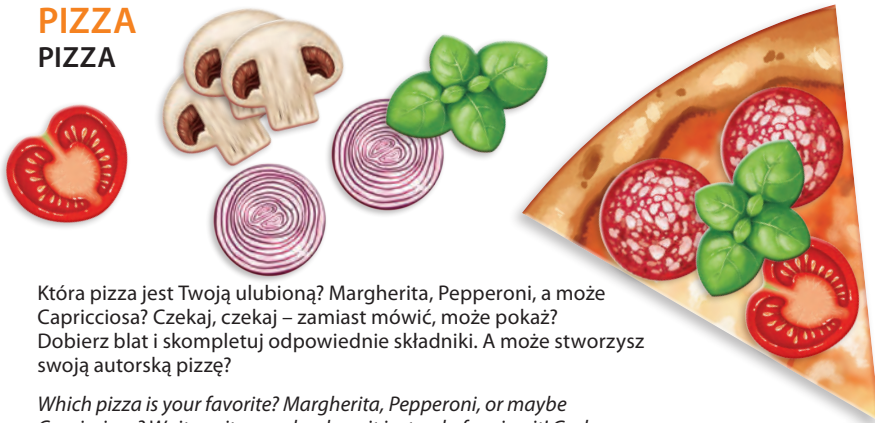 PIZZA
PIZZA
Która pizza jest Twoją ulubioną? Margherita, Pepperoni, a może
Capricciosa? Czekaj, czekaj – zamiast mówić, może pokaż?
Dobierz blat i skompletuj odpowiednie składniki. A może stworzysz
swoją autorską pizzę?
Which pizza is your favorite? Margherita, Pepperoni, or maybe